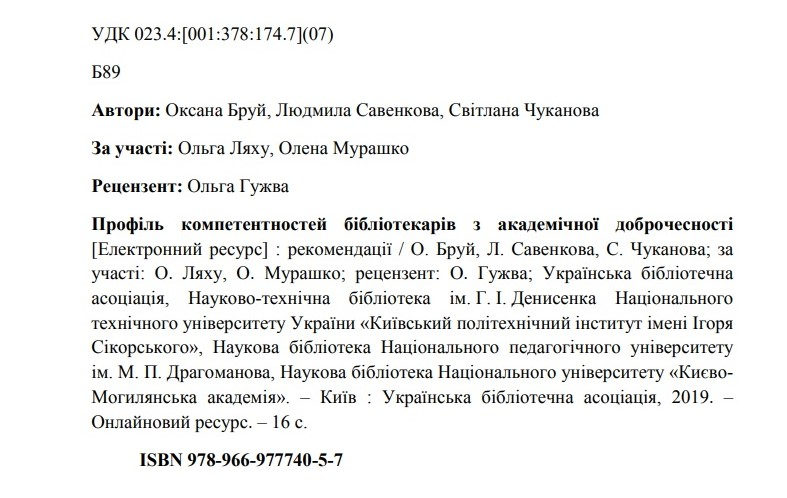 УДК 023.4:[001:378:174.7](07)
Б89
Автори: Оксана Бруй, Людмила Савенкова, Світлана Чуканова
За участі: Ольга Ляху, Олена Мурашко
Рецензент: Ольга Гужва
Профіль компетентностей бібліотекарів з академічної доброчесності
[Електронний ресурс] : рекомендації / О. Бруй, Л. Савенкова, С. Чуканова; за
участі: О. Ляху, О. Мурашко; рецензент: О. Гужва; Українська бібліотечна
асоціація, Науково-технічна бібліотека ім. Г. І. Денисенка Національного
технічного університету України «Київський політехнічний інститут імені Ігоря
Сікорського», Наукова бібліотека Національного педагогічного університету
ім. М. П. Драгоманова, Наукова бібліотека Національного університету «Києво-
Могилянська академія». – Київ : Українська бібліотечна асоціація, 2019. –
Онлайновий ресурс. – 16 с.
ISBN 978-966-977740-5-7